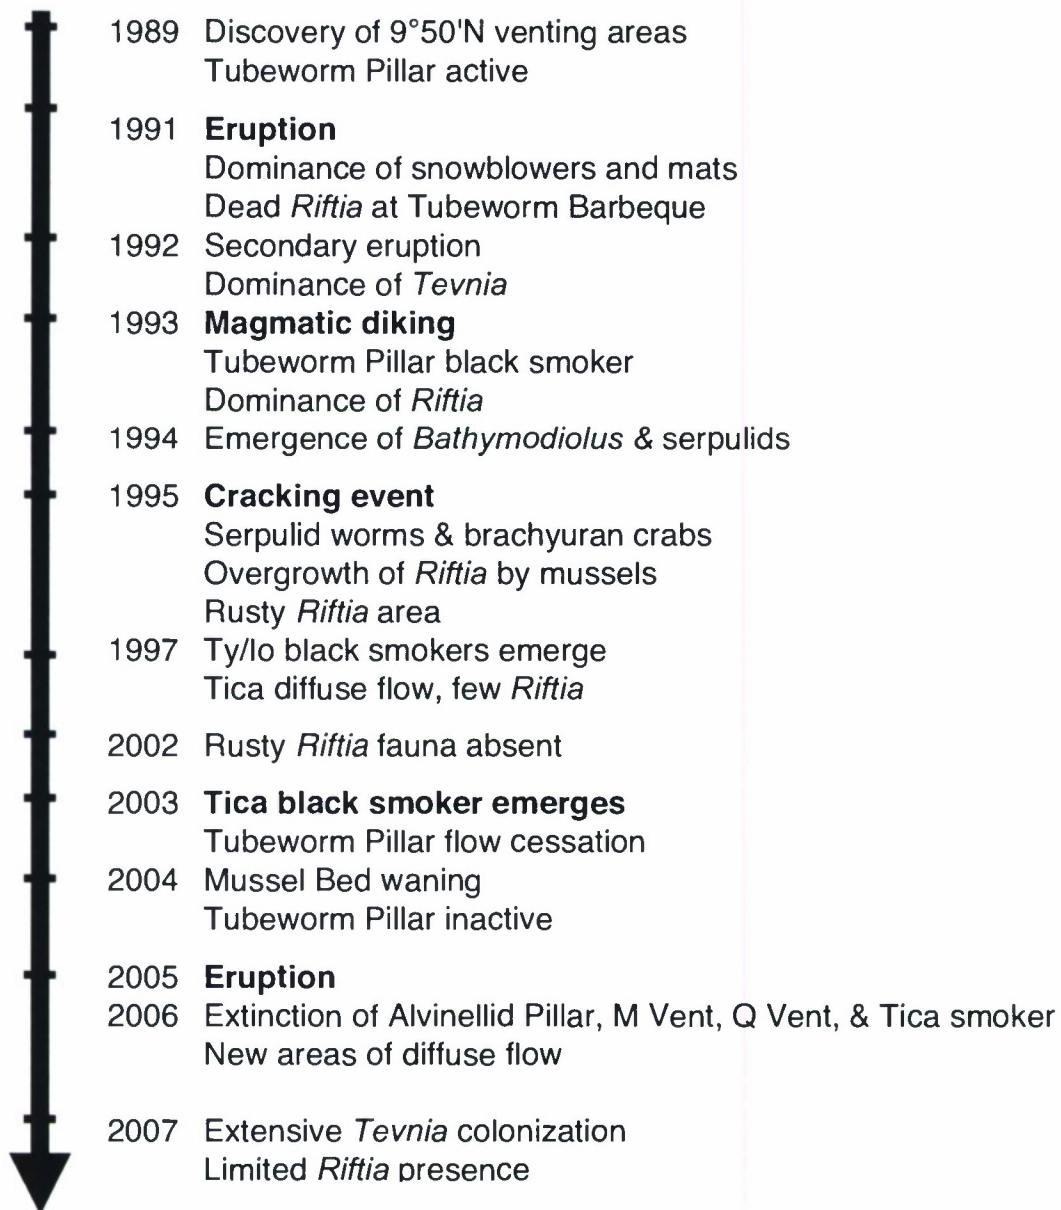 1989 Discovery of 9°50'N venting areas
Tubeworm Pillar active
1991 Eruption
Dominance of snowblowers and mats
Dead Riftia at Tubeworm Barbeque
1992 Secondary eruption
Dominance of Tevnia
1993 Magmatic diking
Tubeworm Pillar black smoker
Dominance of Riftia
1994 Emergence of Bathymodiolus & serpulids
1995 Cracking event
Serpulid worms & brachyuran crabs
Overgrowth of Riftia by mussels
Rusty Riftia area
1997 Ty/Io black smokers emerge
Tica diffuse flow, few Riftia
2002 Rusty Riftia fauna absent
2003 Tica black smoker emerges
Tubeworm Pillar flow cessation
2004 Mussel Bed waning
Tubeworm Pillar inactive
2005 Eruption
2006 Extinction of Alvinellid Pillar, M Vent, Q Vent, & Tica smoker
New areas of diffuse flow
2007 Extensive Tevnia colonization
Limited Riftia presence